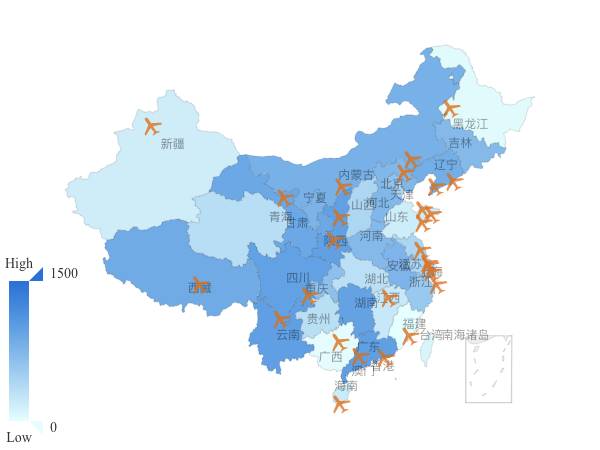 黑龙江
新疆
吉林
辽宁
内蒙古
北京
天津
宁夏
山西
河北
山东
青海
甘肃
陕西
河南
High
1500
西藏
四川
重庆
安徽
江苏
上海
湖北
浙江
湖南
江西
贵州
云南
福建
广西
广东
台湾
南海诸岛
澳门
香港
海南
0
Low